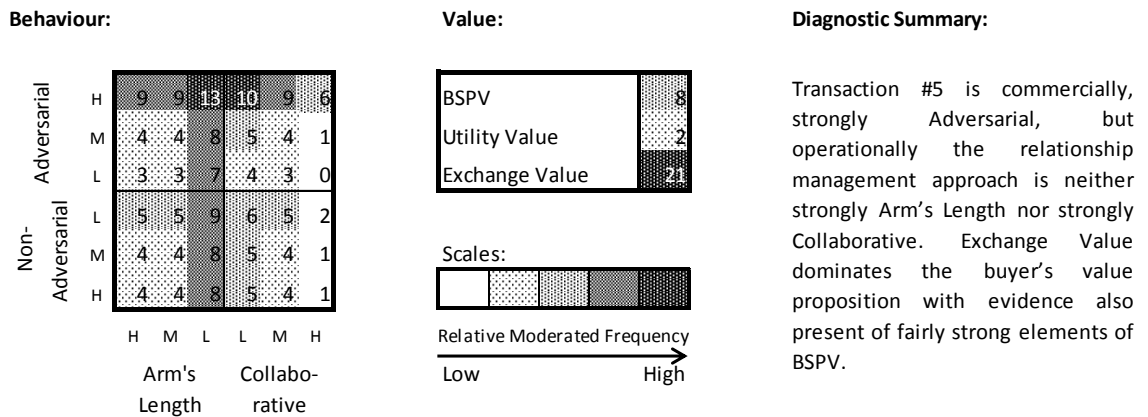 Behaviour:
Value:
Diagnostic Summary:
Adversarial
Non-
Adversarial
H 9 9 13 10 9 6
M 4 4 8 5 4 1
L 3 3 7 4 3 0
L 5 5 9 6 5 2
M 4 4 8 5 4 1
H 4 4 8 5 4 1
H M L L M H
Arm's
Length
Collabo-
rative
BSPV 8
Utility Value 2
Exchange Value 21
Scales:
Relative Moderated Frequency
Low High
Transaction #5 is commercially,
strongly Adversarial, but
operationally the relationship
management approach is neither
strongly Arm’s Length nor strongly
Collaborative. Exchange Value
dominates the buyer’s value
proposition with evidence also
present of fairly strong elements of
BSPV.